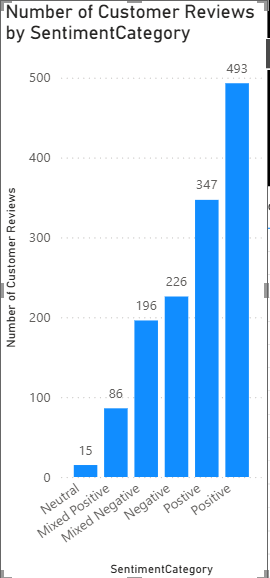 Number of Customer Reviews
by SentimentCategory
Number of Customer Reviews
500
400
300
200
100
0
15
86
196
226
347
493
Neutral
Mixed Positive
Mixed Negative
Negative
Postive
Positive
SentimentCategory